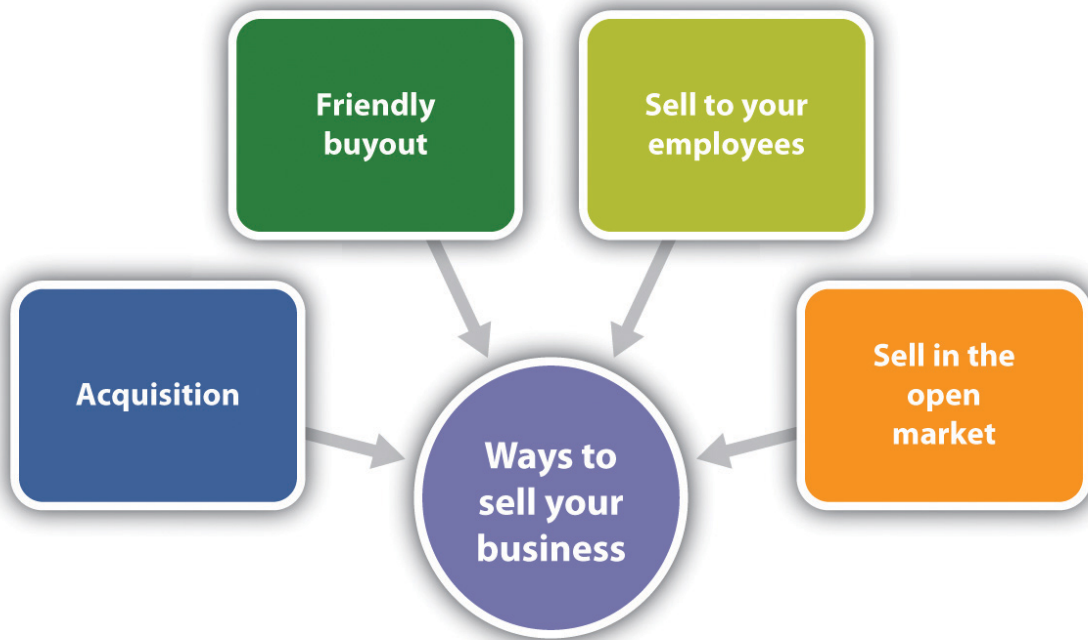 Friendly
buyout
Sell to your
employees
Acquisition
Sell in the
open
market
Ways to
sell your
business